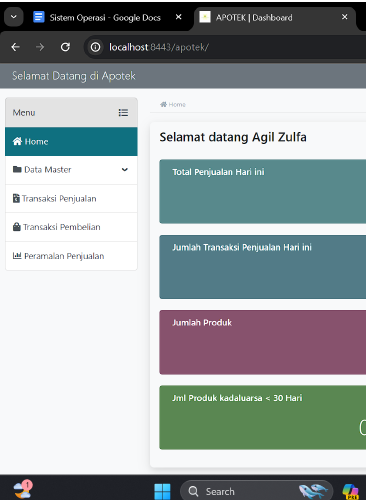 Sistem Operasi - Google Docs
APOTEK | Dashboard
localhost:8443/apotek/
Selamat Datang di Apotek
Menu
Home
Home
Selamat datang Agil Zulfa
Data Master
Transaksi Penjualan
Transaksi Pembelian
Peramalan Penjualan
Total Penjualan Hari ini
Jumlah Transaksi Penjualan Hari ini
Jumlah Produk
Jml Produk kadaluarsa < 30 Hari
1
Search